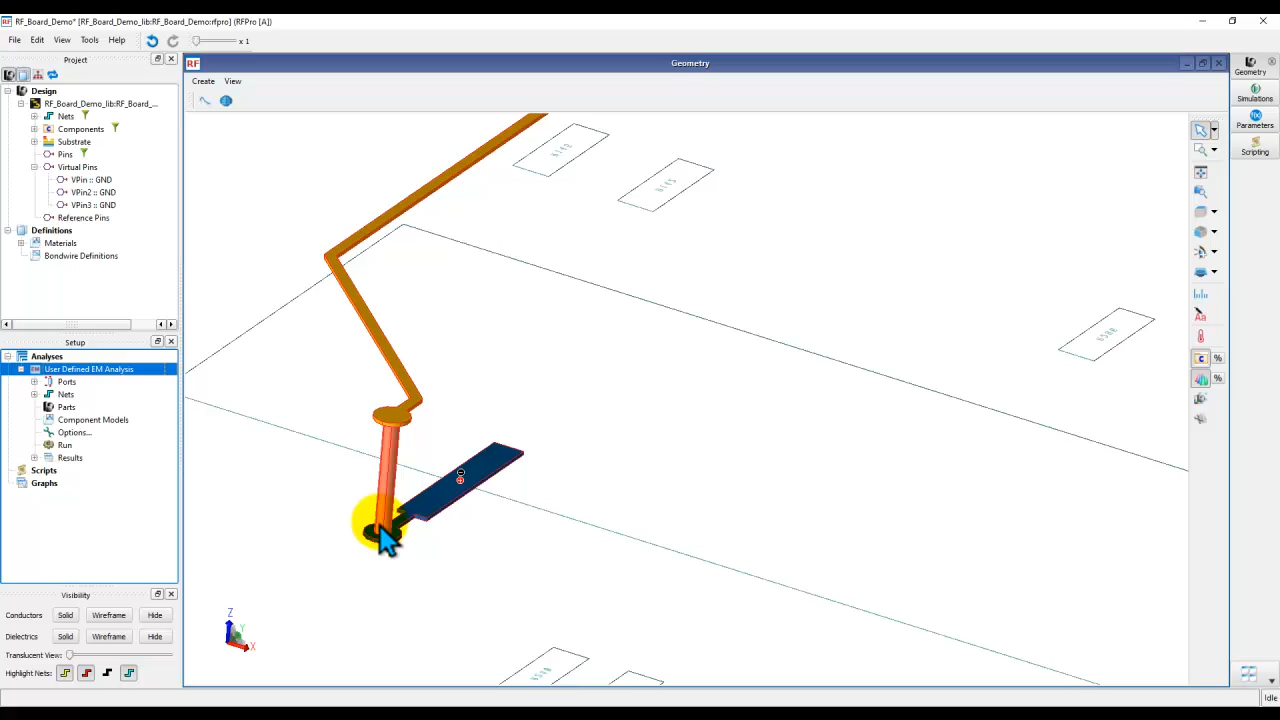 RF_Board_Demo* [RF_Board_Demo_lib:RF_Board_Demo:rfpro] (RFPro [A])
File Edit View Tools Help x 1
Project
Design
RF_Board_Demo_lib:RF_Board_...
Nets
Components
Substrate
Pins
Virtual Pins
VPin :: GND
VPin2 :: GND
VPin3 :: GND
Reference Pins
Definitions
Materials
Bondwire Definitions
Setup
Analyses
User Defined EM Analysis
Ports
Nets
Parts
Component Models
Options...
Run
Results
Scripts
Graphs
Visibility
Conductors Solid Wireframe Hide
Dielectrics Solid Wireframe Hide
Translucent View:
Highlight Nets:
RF Geometry
Create View
Z
Y
X
Aa
%
%
Geometry
Simulations
Parameters
Scripting
Idle